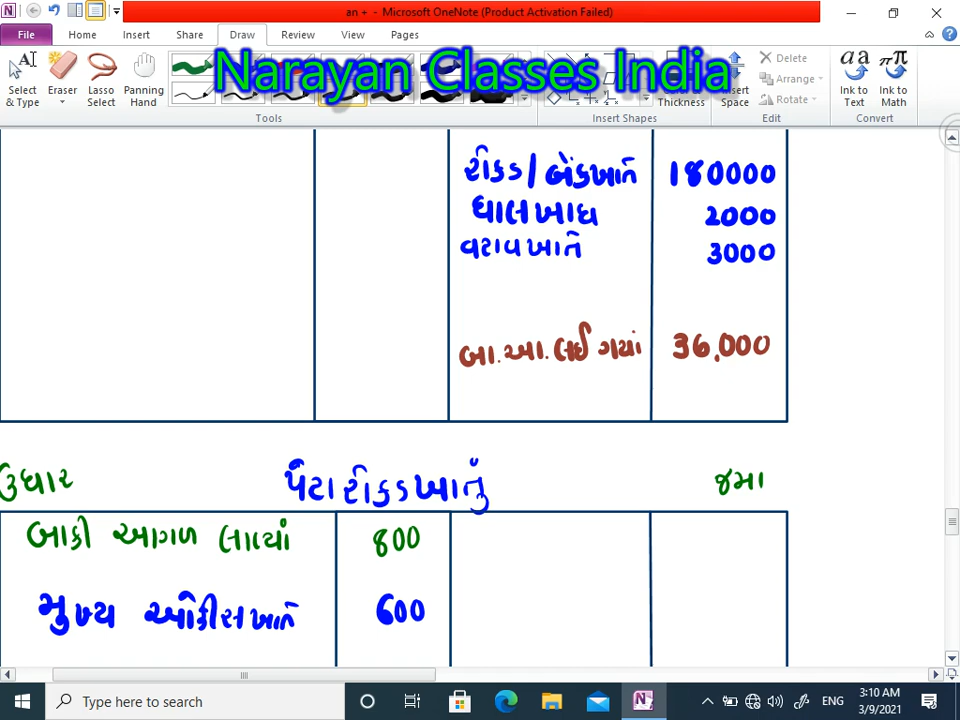 an + - Microsoft OneNote (Product Activation Failed)
File Home Insert Share Draw Review View Pages
Narayan Classes India
Select & Type
Eraser
Lasso Select
Panning Hand
Thickness
Insert Space
Delete
Arrange
Rotate
Ink to Text
Ink to Math
Tools
Insert Shapes
Edit
Convert
રોકડ/બેંકખાતે 180000
ઘાલખાધ 2000
વટાવખાતે 3000
બા.આ.લઈ ગયાં 36,000
ઉધાર પેટા રોકડ ખાતું જમા
બાકી આગળ લાવ્યાં 800
મુખ્ય ઓફીસખાતે 600
Type here to search
ENG
3:10 AM
3/9/2021